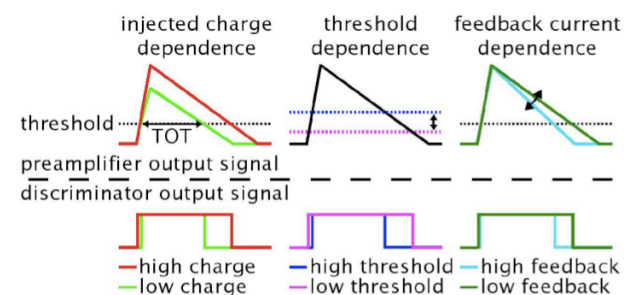 injected charge dependence
threshold dependence
feedback current dependence
threshold
TOT
preamplifier output signal
discriminator output signal
high charge
low charge
high threshold
low threshold
high feedback
low feedback